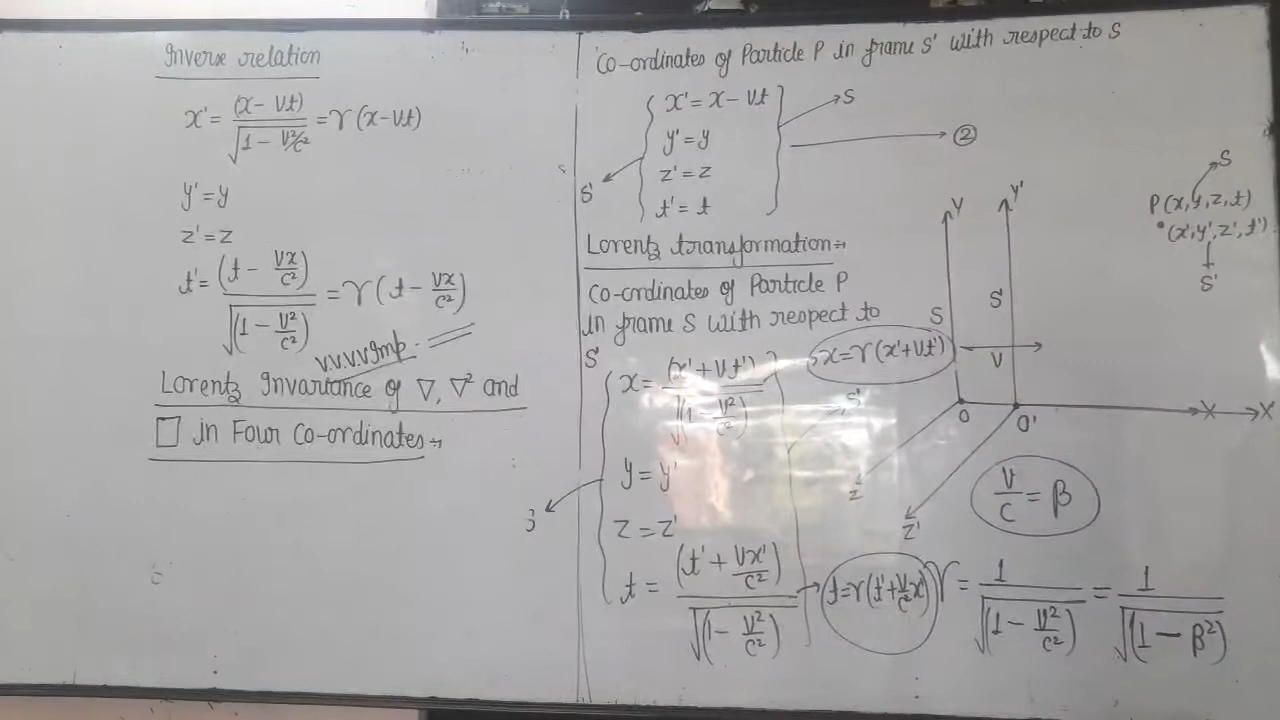 Inverse relation
x' = (x - Vt) / √(1 - V²/c²) = γ (x - Vt)
y' = y
z' = z
t' = (t - Vx/c²) / √(1 - V²/c²) = γ (t - Vx/c²)
V.V.V.VImp.
Lorentz Invariance of ∇, ∇² and
□ in Four Co-ordinates :-
Co-ordinates of Particle P in frame S' with respect to S
x' = x - Vt
S
y' = y
②
z' = z
S'
t' = t
Lorentz transformation :-
Co-ordinates of Particle P
in frame S with respect to
S'
x = (x' + Vt') / √(1 - V²/c²)
x = γ(x' + Vt')
S'
y = y'
z = z'
t = (t' + Vx'/c²) / √(1 - V²/c²)
t = γ(t' + V/c² x')
Y
Y'
S
S'
V
O
O'
X
X'
Z
Z'
S
P (x, y, z, t)
(x', y', z', t')
S'
V/c = β
γ = 1 / √(1 - V²/c²) = 1 / √(1 - β²)